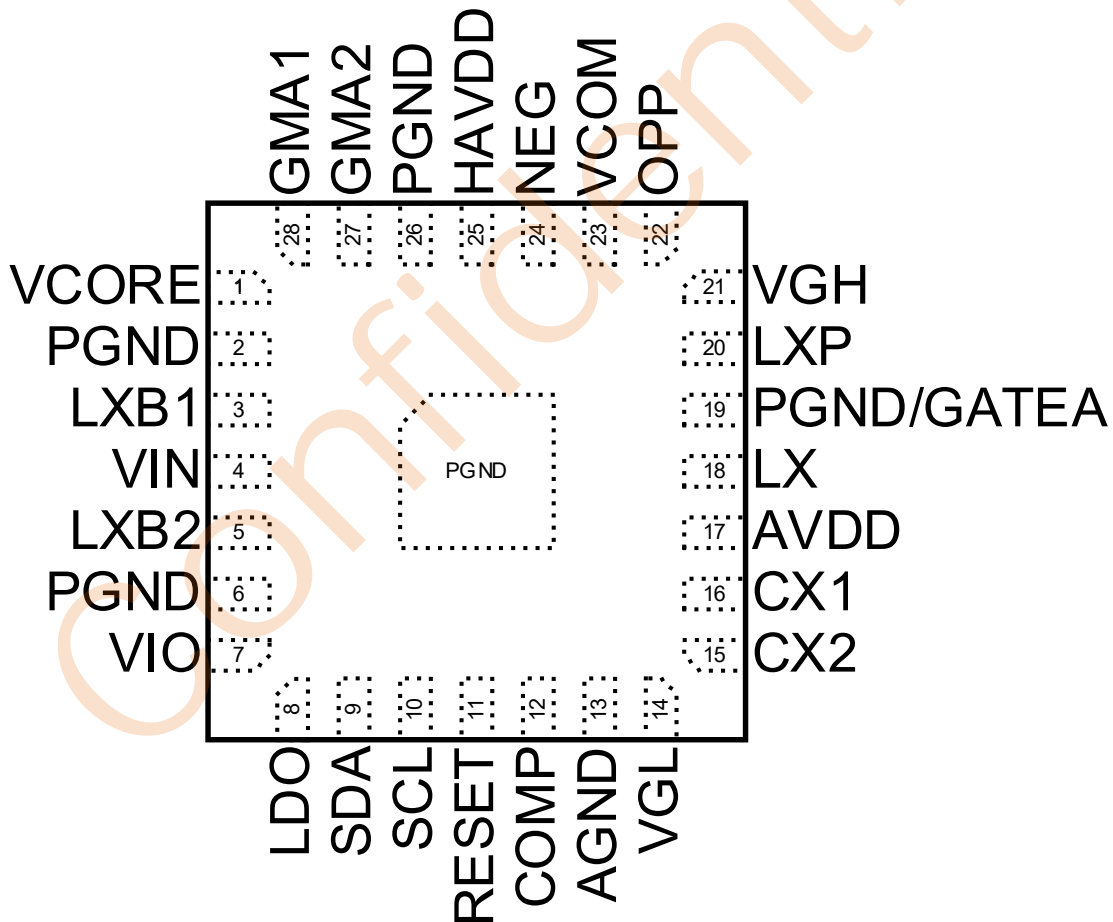 GMA1
GMA2
PGND
HAVDD
NEG
VCOM
OPP
28
27
26
25
24
23
22
VCORE 1
PGND 2
LXB1 3
VIN 4
LXB2 5
PGND 6
VIO 7
PGND
21 VGH
20 LXP
19 PGND/GATEA
18 LX
17 AVDD
16 CX1
15 CX2
8
9
10
11
12
13
14
LDO
SDA
SCL
RESET
COMP
AGND
VGL
Confidenti